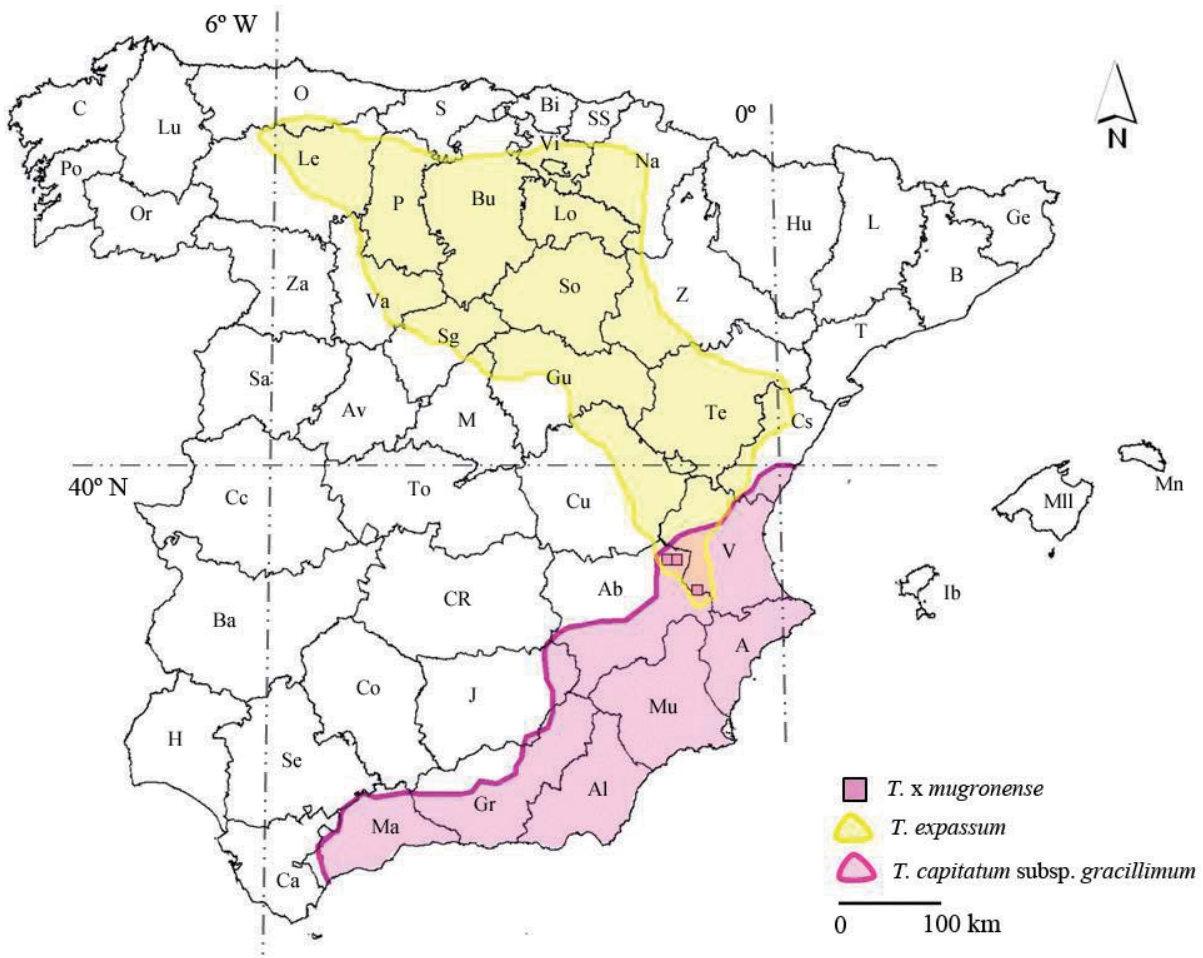 6º W
0º
N
C
Lu
O
S
Bi
SS
Vi
Na
Po
Or
Le
P
Bu
Lo
Hu
L
Ge
B
Za
Va
So
Z
T
Sg
Sa
Av
M
Gu
Te
Cs
40º N
Cc
To
Cu
Mll
Mn
V
Ib
Ba
CR
Ab
A
H
Se
Co
J
Mu
Al
Gr
Ma
Ca
T. x mugronense
T. expassum
T. capitatum subsp. gracillimum
0 100 km